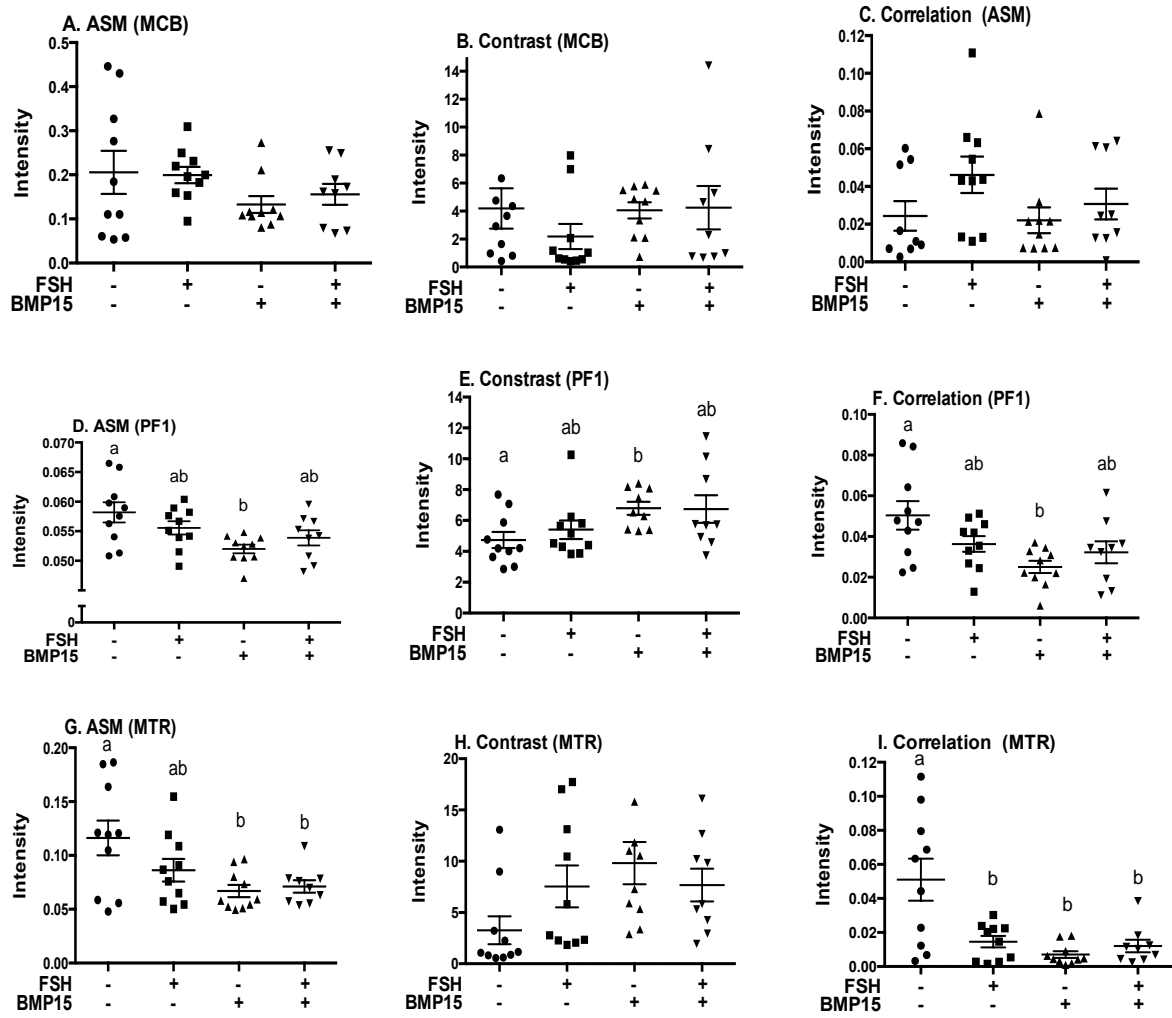 A. ASM (MCB)
Intensity
0.5
0.4
0.3
0.2
0.1
0.0
FSH - + - +
BMP15 - - + +
B. Contrast (MCB)
Intensity
14
12
10
8
6
4
2
0
FSH - + - +
BMP15 - - + +
C. Correlation (ASM)
Intensity
0.12
0.10
0.08
0.06
0.04
0.02
0.00
FSH - + - +
BMP15 - - + +
D. ASM (PF1)
Intensity
0.070
0.065
0.060
0.055
0.050
0
a ab b ab
FSH - + - +
BMP15 - - + +
E. Constrast (PF1)
Intensity
14
12
10
8
6
4
2
0
a ab b ab
FSH - + - +
BMP15 - - + +
F. Correlation (PF1)
Intensity
0.10
0.08
0.06
0.04
0.02
0.00
a ab b ab
FSH - + - +
BMP15 - - + +
G. ASM (MTR)
Intensity
0.20
0.15
0.10
0.05
0.00
a ab b b
FSH - + - +
BMP15 - - + +
H. Contrast (MTR)
Intensity
20
15
10
5
0
FSH - + - +
BMP15 - - + +
I. Correlation (MTR)
Intensity
0.12
0.10
0.08
0.06
0.04
0.02
0.00
a b b b
FSH - + - +
BMP15 - - + +